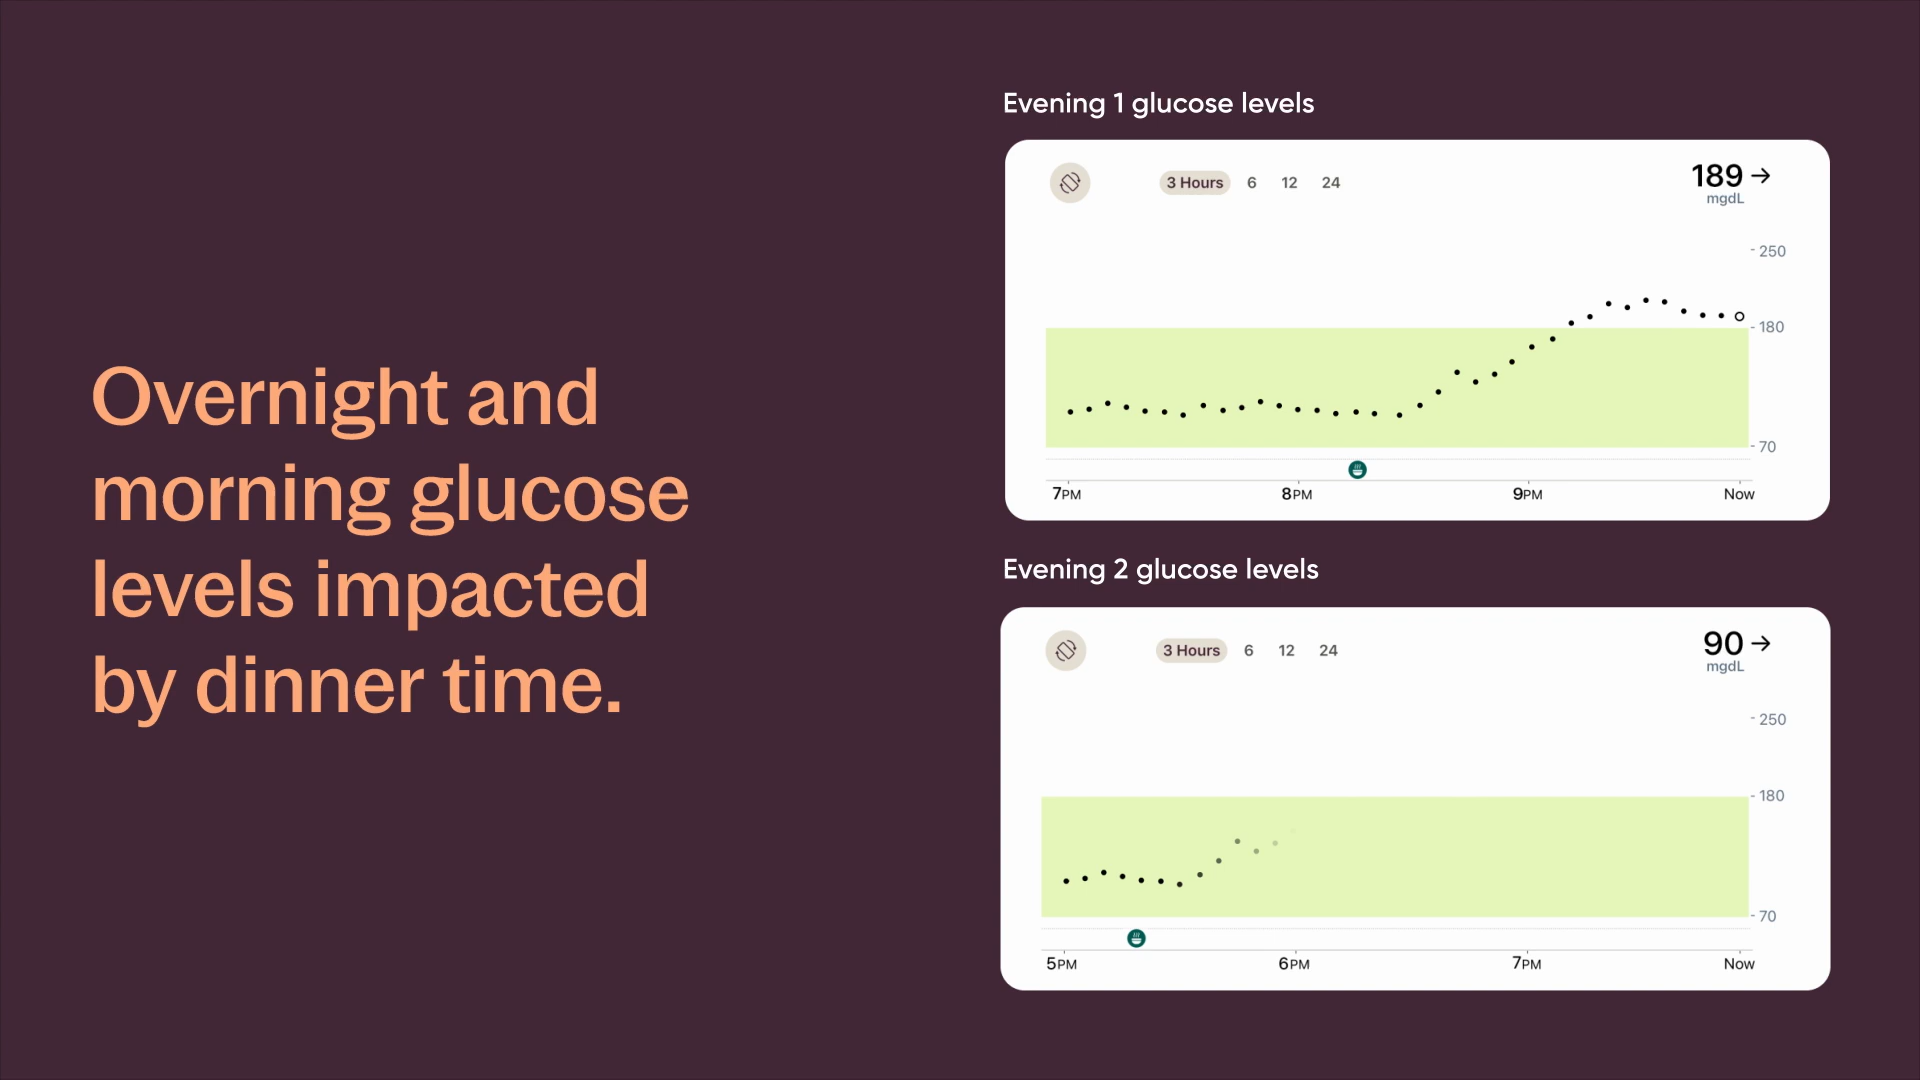 Overnight and
morning glucose
levels impacted
by dinner time.
Evening 1 glucose levels
3 Hours 6 12 24
189 →
mgdL
- 250
- 180
- 70
7PM 8PM 9PM Now
Evening 2 glucose levels
3 Hours 6 12 24
90 →
mgdL
- 250
- 180
- 70
5PM 6PM 7PM Now